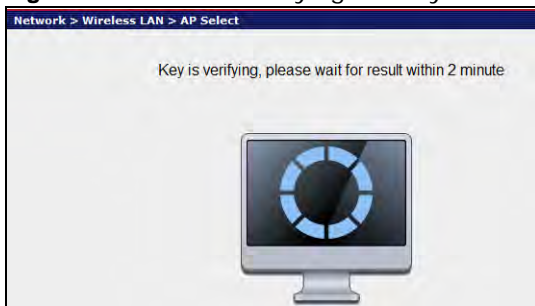 Network > Wireless LAN > AP Select
Key is verifying, please wait for result within 2 minute